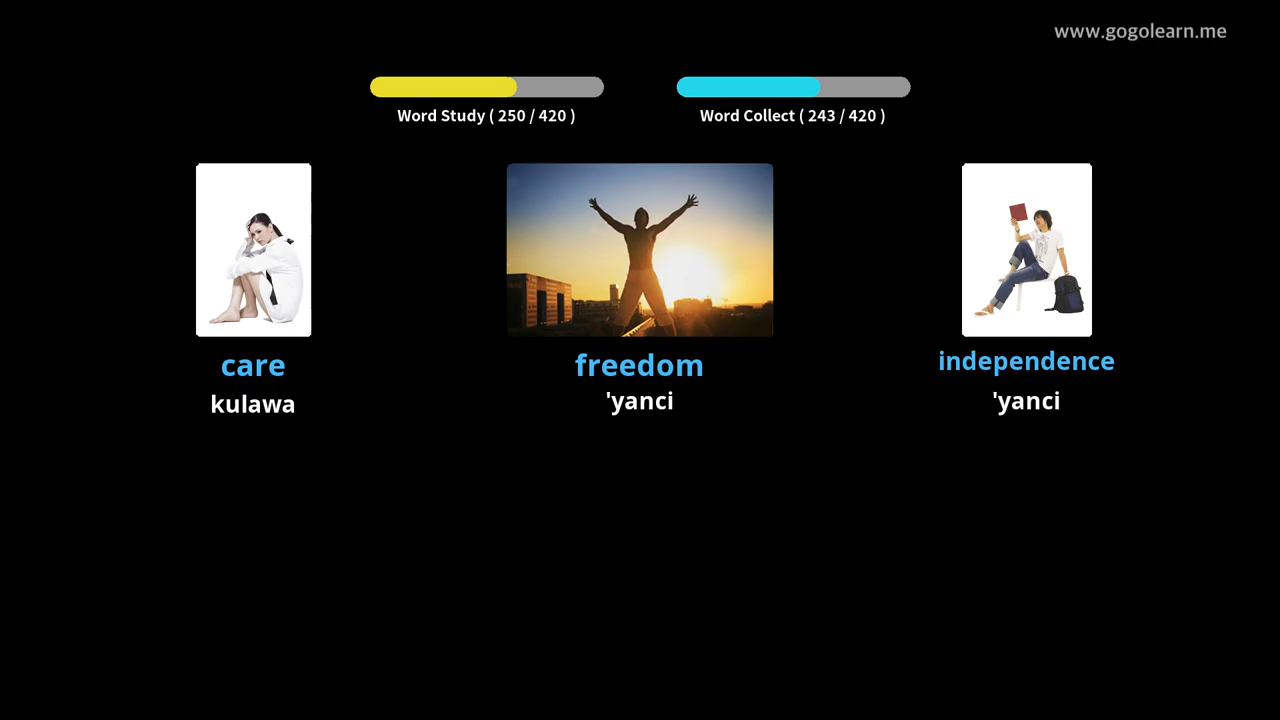 www.gogolearn.me
Word Study ( 250 / 420 )
Word Collect ( 243 / 420 )
care
freedom
independence
kulawa
'yanci
'yanci